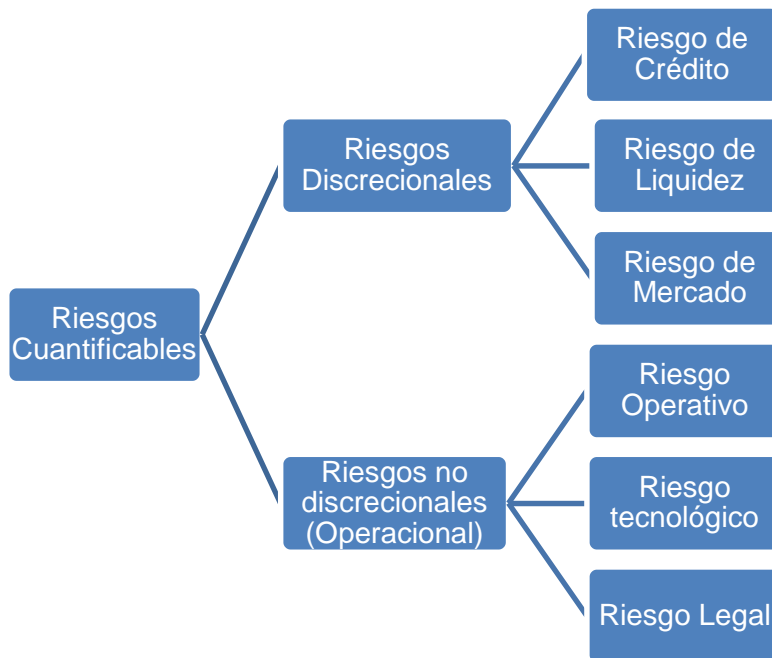 Riesgos
Cuantificables
Riesgos
Discrecionales
Riesgo de
Crédito
Riesgo de
Liquidez
Riesgo de
Mercado
Riesgos no
discrecionales
(Operacional)
Riesgo
Operativo
Riesgo
tecnológico
Riesgo Legal